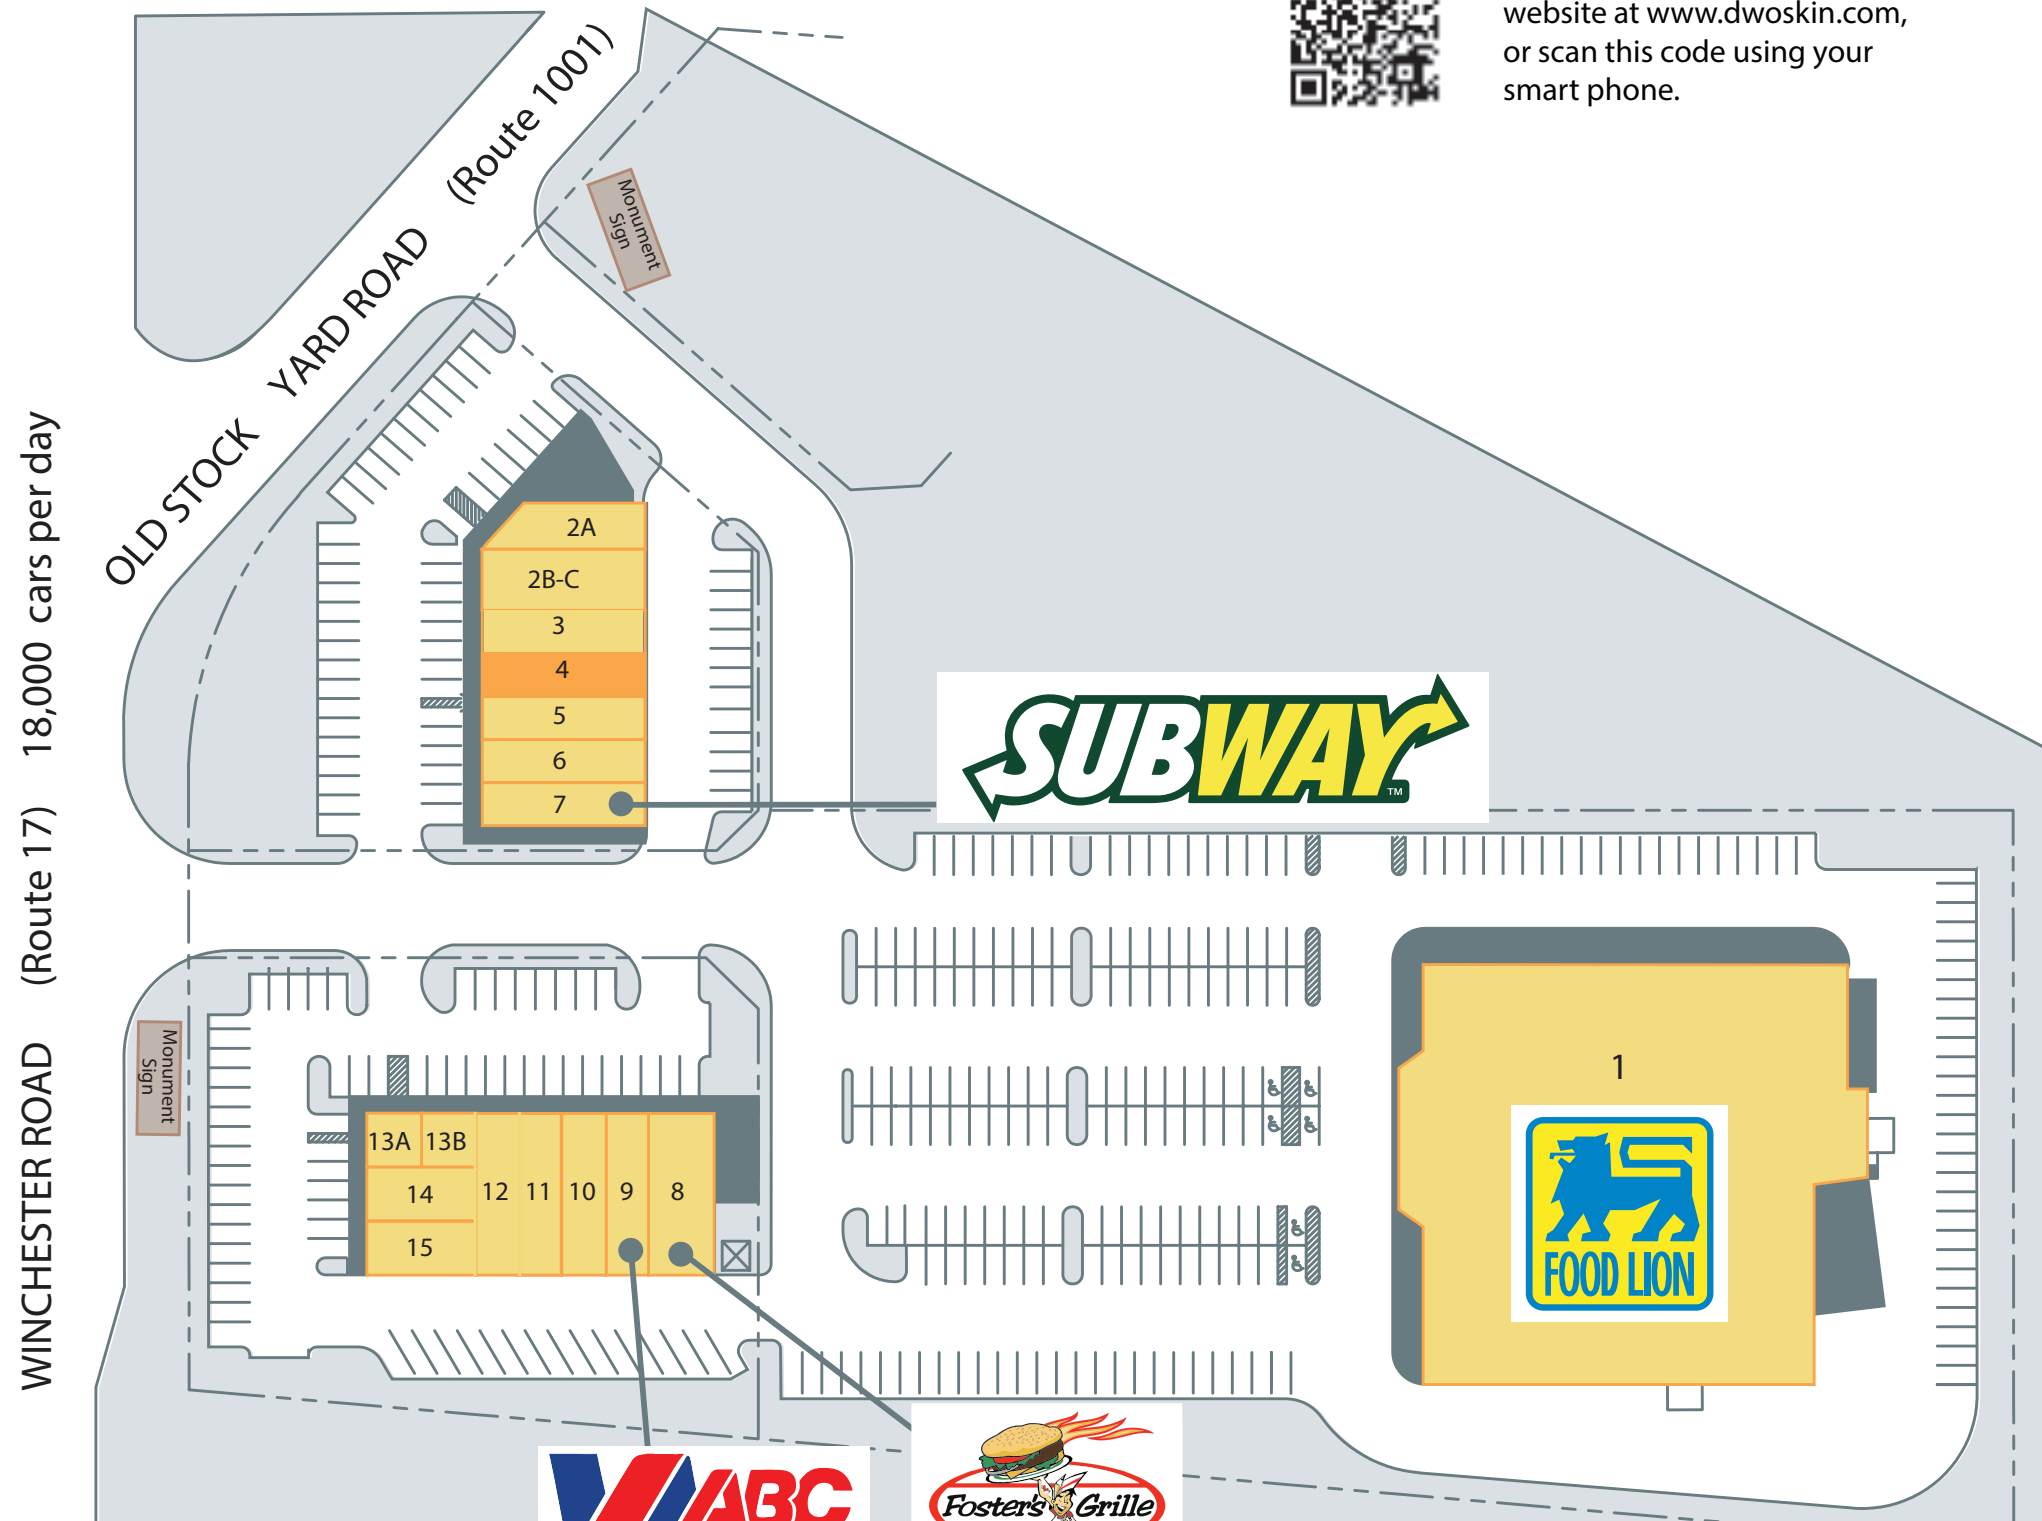 website at www.dwoskin.com,
or scan this code using your
smart phone.
OLD STOCK YARD ROAD (Route 1001)
Monument
Sign
WINCHESTER ROAD (Route 17) 18,000 cars per day
2A
2B-C
3
4
5
6
7
SUBWAY
TM
Monument
Sign
13A
13B
14
15
12
11
10
9
8
1
FOOD LION
ABC
Foster's Grille